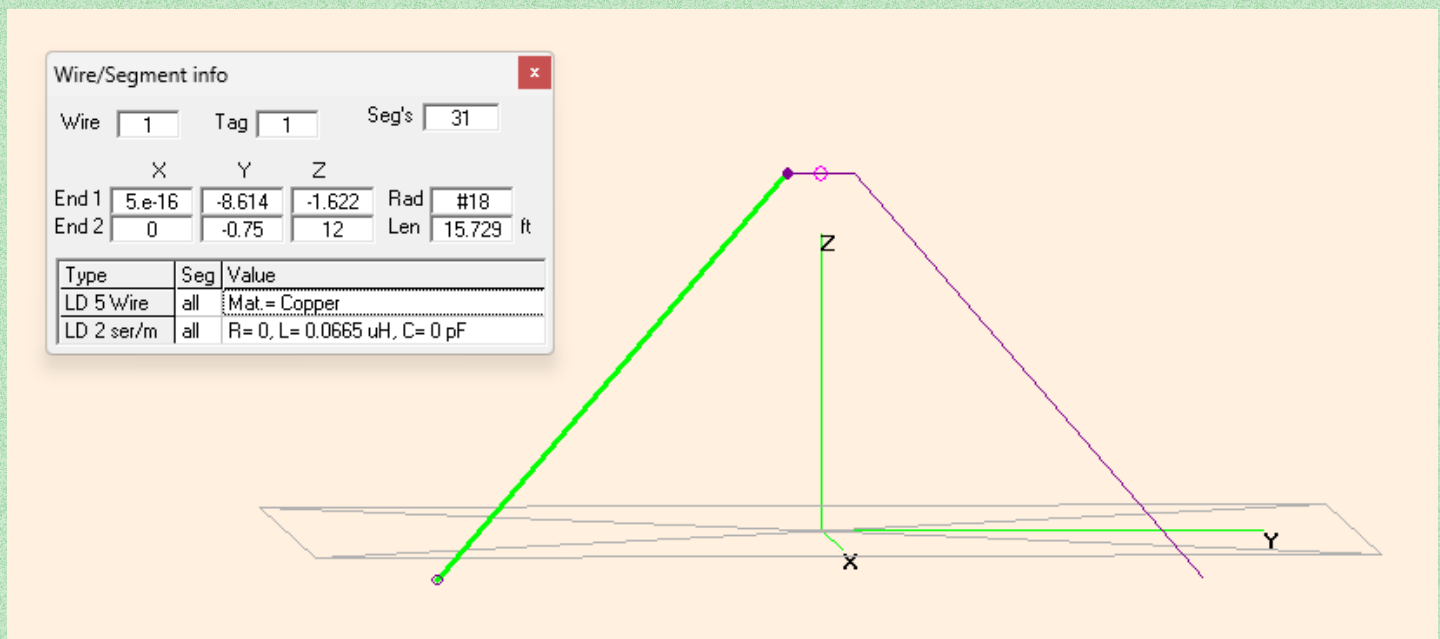 Wire/Segment info x
Wire 1 Tag 1 Seg's 31
X Y Z
End 1 5.e-16 -8.614 -1.622 Rad #18
End 2 0 -0.75 12 Len 15.729 ft
Type Seg Value
LD 5 Wire all Mat.= Copper
LD 2 ser/m all R= 0, L= 0.0665 uH, C= 0 pF
Z
Y
X